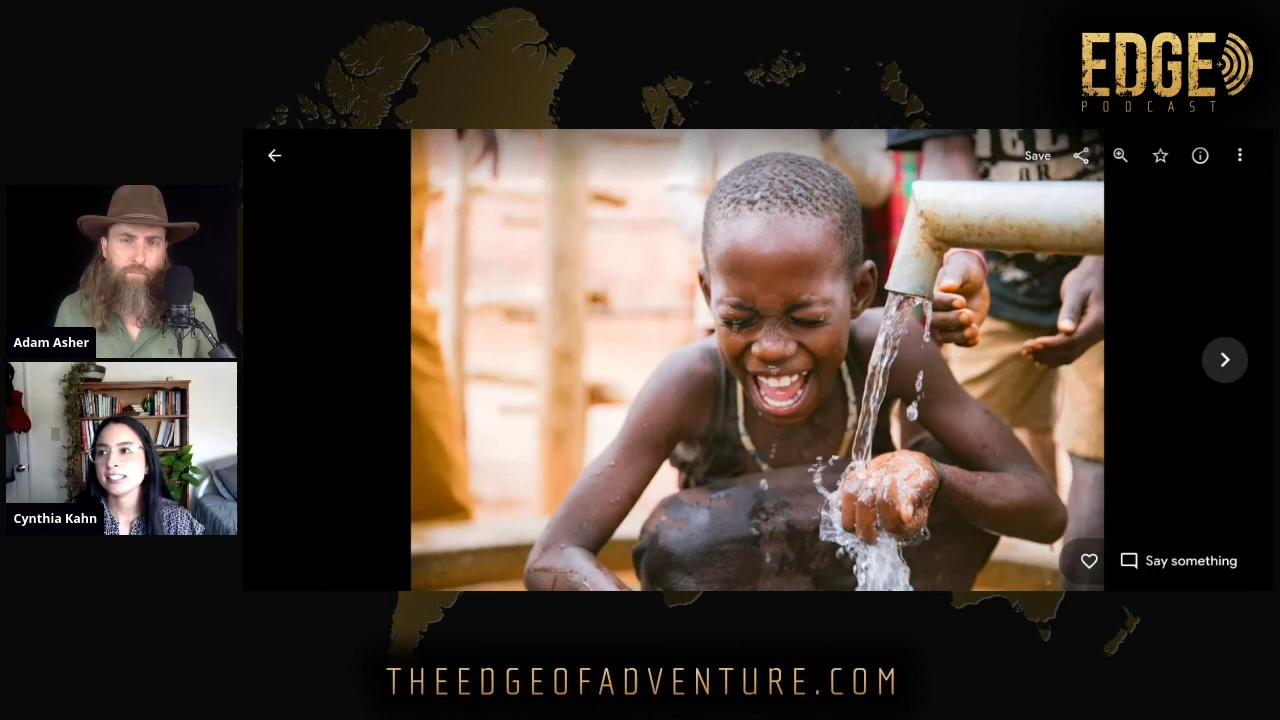 EDGE
PODCAST
Save
Adam Asher
Cynthia Kahn
Say something
THEEDGEOFADVENTURE.COM